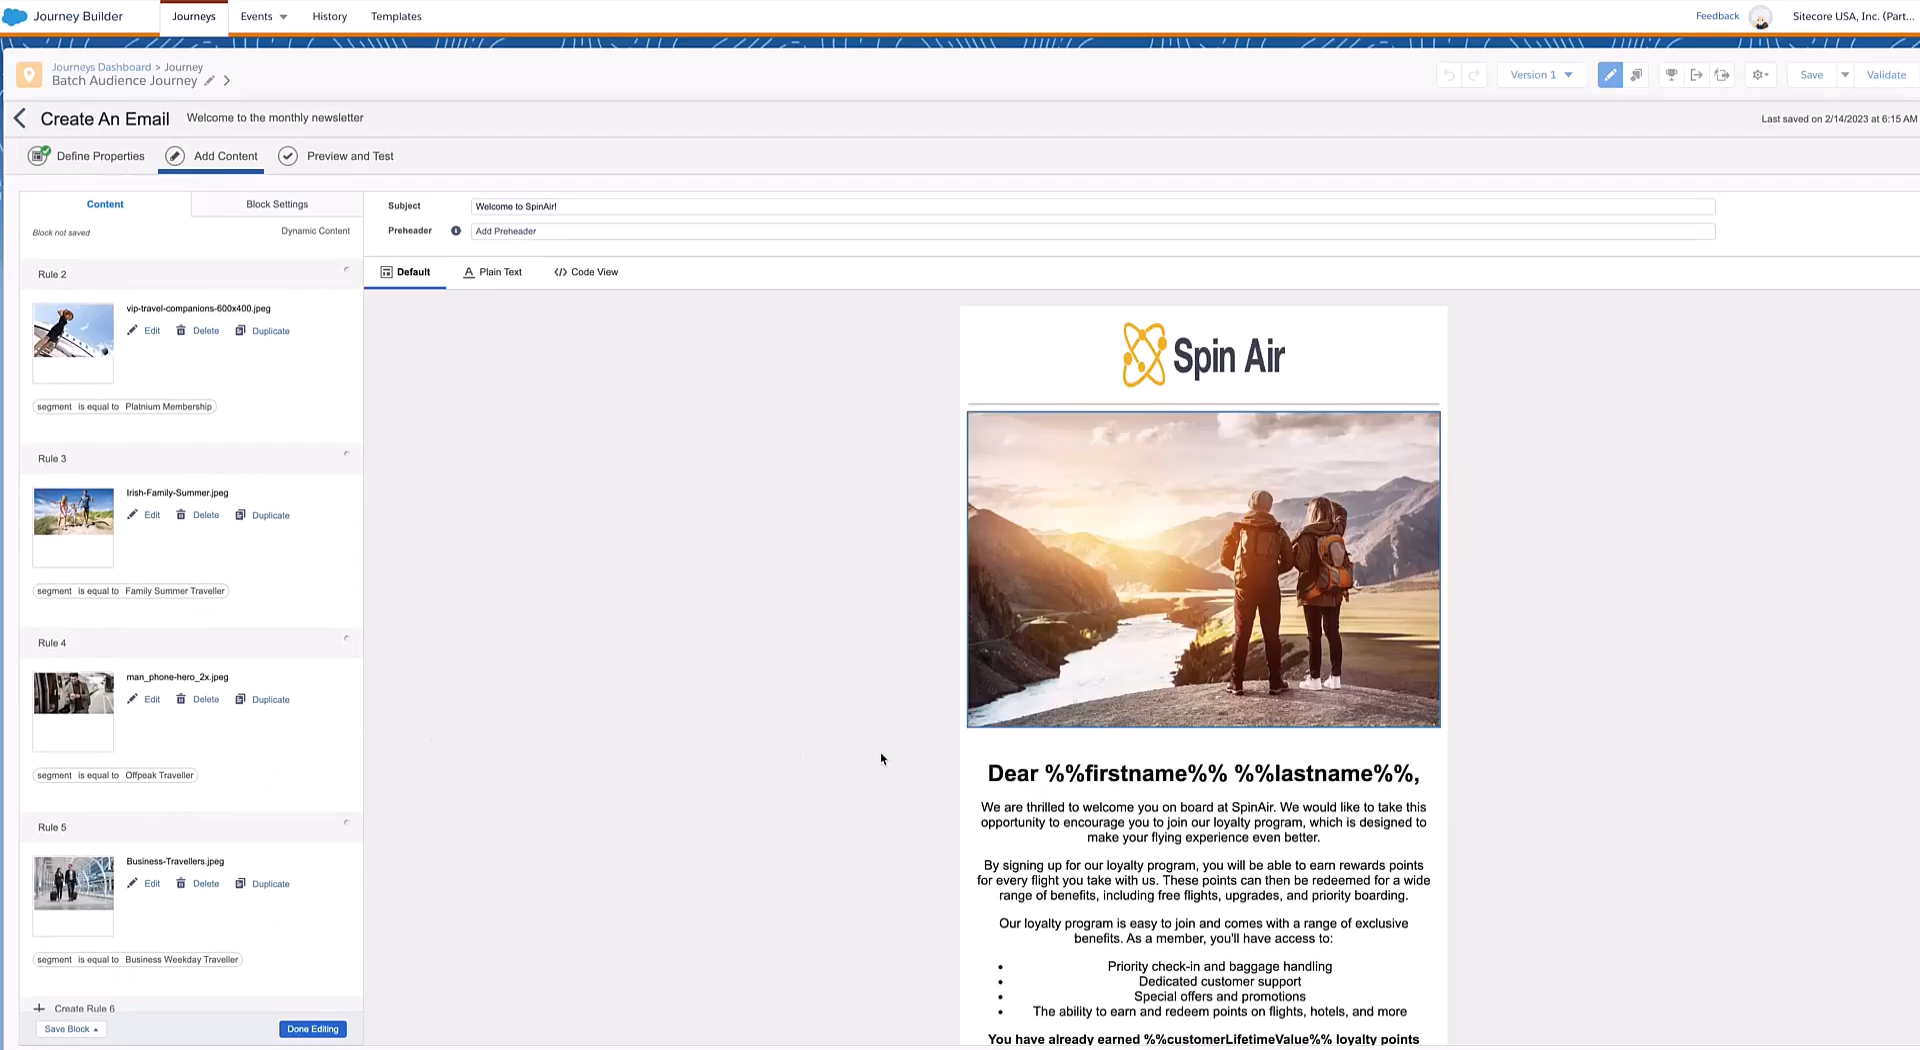 Journey Builder
Journeys
Events
History
Templates
Feedback
Sitecore USA, Inc. (Part...
Journeys Dashboard > Journey
Batch Audience Journey
Version 1
Save
Validate
Create An Email
Welcome to the monthly newsletter
Last saved on 2/14/2023 at 6:15 AM
Define Properties
Add Content
Preview and Test
Content
Block Settings
Block not saved
Dynamic Content
Rule 2
vip-travel-companions-600x400.jpeg
Edit
Delete
Duplicate
segment is equal to Platnium Membership
Rule 3
Irish-Family-Summer.jpeg
Edit
Delete
Duplicate
segment is equal to Family Summer Traveller
Rule 4
man_phone-hero_2x.jpeg
Edit
Delete
Duplicate
segment is equal to Offpeak Traveller
Rule 5
Business-Travellers.jpeg
Edit
Delete
Duplicate
segment is equal to Business Weekday Traveller
Create Rule 6
Save Block
Done Editing
Subject
Welcome to SpinAir!
Preheader
Add Preheader
Default
Plain Text
</> Code View
Spin Air
Dear %%firstname%% %%lastname%%,
We are thrilled to welcome you on board at SpinAir. We would like to take this
opportunity to encourage you to join our loyalty program, which is designed to
make your flying experience even better.
By signing up for our loyalty program, you will be able to earn rewards points
for every flight you take with us. These points can then be redeemed for a wide
range of benefits, including free flights, upgrades, and priority boarding.
Our loyalty program is easy to join and comes with a range of exclusive
benefits. As a member, you'll have access to:
• Priority check-in and baggage handling
• Dedicated customer support
• Special offers and promotions
• The ability to earn and redeem points on flights, hotels, and more
You have already earned %%customerLifetimeValue%% loyalty points